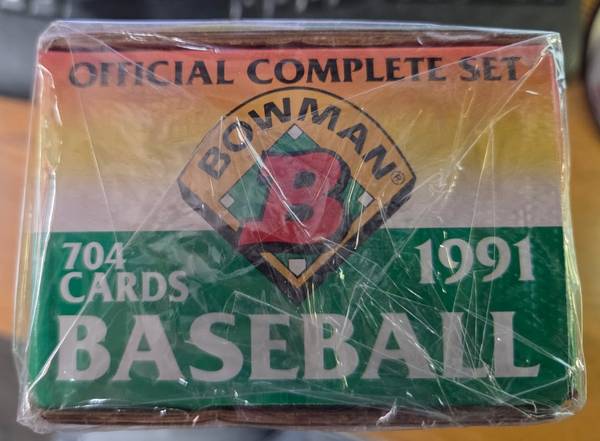 OFFICIAL COMPLETE SET
BOWMAN®
B
704 1991
CARDS
BASEBALL